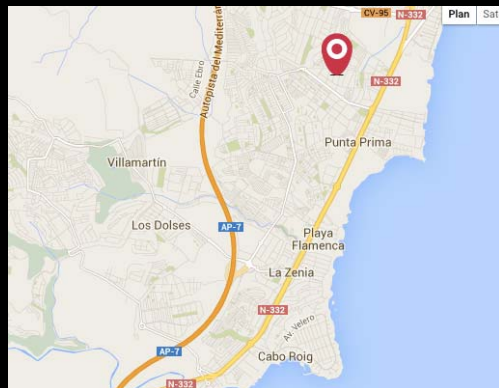 CV-95
N-332
Plan
Sat
Calle Ebro
Autopista del Mediterrán
N-332
Punta Prima
Villamartín
Los Dolses
AP-7
Playa
Flamenca
La Zenia
N-332
Av. Velero
AP-7
Cabo Roig
N-332